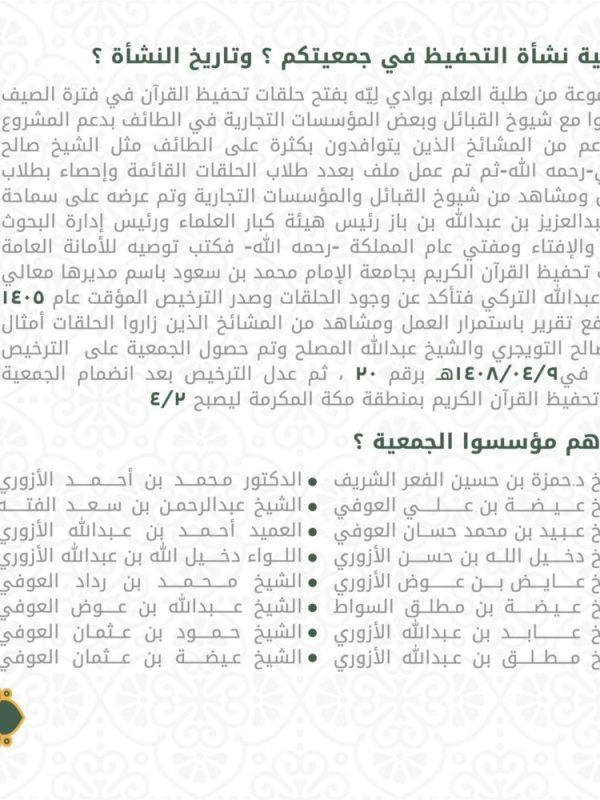 ية نشأة التحفيظ في جمعيتكم ؟ وتاريخ النشأة ؟
وعة من طلبة العلم بوادي ليّه بفتح حلقات تحفيظ القرآن في فترة الصيف
وا مع شيوخ القبائل وبعض المؤسسات التجارية في الطائف بدعم المشروع
عم من المشائخ الذين يتوافدون بكثرة على الطائف مثل الشيخ صالح
ي-رحمه الله-ثم تم عمل ملف بعدد طلاب الحلقات القائمة وإحصاء بطلاب
ومشاهد من شيوخ القبائل والمؤسسات التجارية وتم عرضه على سماحة
بدالعزيز بن عبدالله بن باز رئيس هيئة كبار العلماء ورئيس إدارة البحوث
والإفتاء ومفتي عام المملكة -رحمه الله- فكتب توصيه للأمانة العامة
تحفيظ القرآن الكريم بجامعة الإمام محمد بن سعود باسم مديرها معالي
عبدالله التركي فتأكد عن وجود الحلقات وصدر الترخيص المؤقت عام ١٤٠٥
فع تقرير باستمرار العمل ومشاهد من المشائخ الذين زاروا الحلقات أمثال
صالح التويجري والشيخ عبدالله المصلح وتم حصول الجمعية على الترخيص
في١٤٠٨/٠٤/٩هـ برقم ٢٠ ، ثم عدل الترخيص بعد انضمام الجمعية
تحفيظ القرآن الكريم بمنطقة مكة المكرمة ليصبح ٤/٢
هم مؤسسوا الجمعية ؟
خ د.حمزة بن حسين الفعر الشريف • الدكتور محمد بن أحمد الأزوري
خ عيضة بن علي العوفي • الشيخ عبدالرحمن بن سعد الفته
خ عبيد بن محمد حسان العوفي • العميد أحمد بن عبدالله الأزوري
خ دخيل الله بن حسن الأزوري • اللواء دخيل الله بن عبدالله الأزوري
خ عايض بن عوض الأزوري • الشيخ محمد بن رداد العوفي
خ عيضة بن مطلق السواط • الشيخ عبدالله بن عوض العوفي
خ عابد بن عبدالله الأزوري • الشيخ حمود بن عثمان العوفي
خ مطلق بن عبدالله الأزوري • الشيخ عيضة بن عثمان العوفي